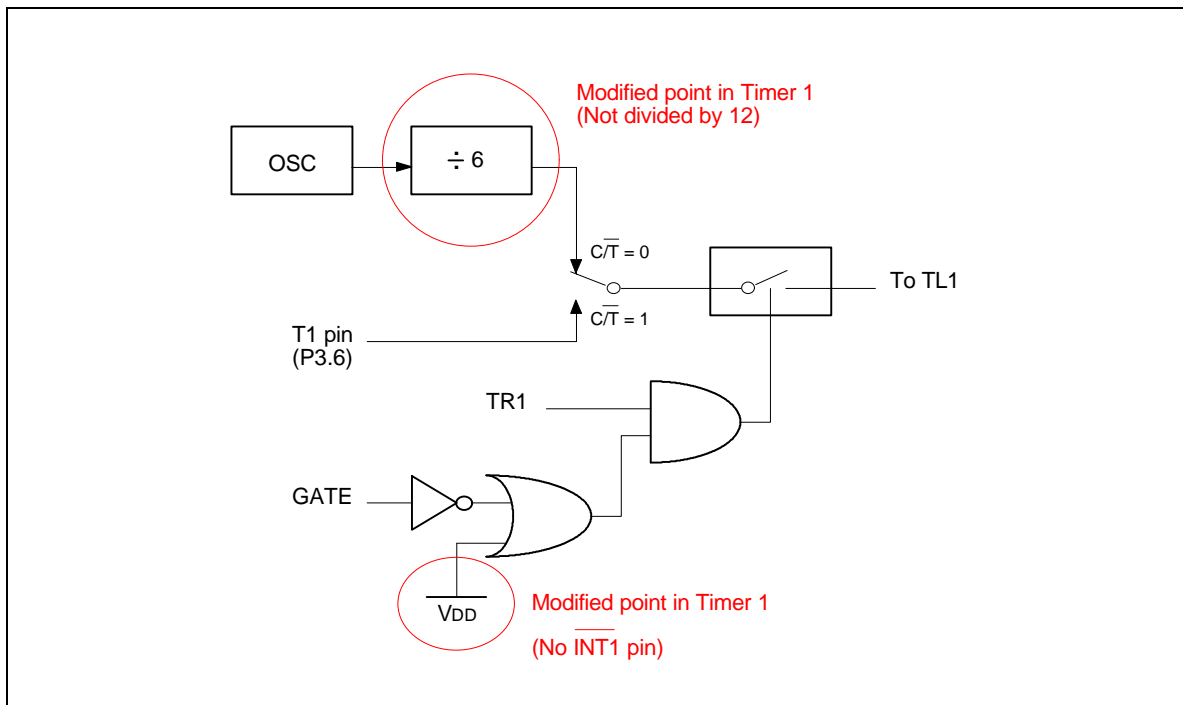 Modified point in Timer 1
(Not divided by 12)
OSC
÷ 6
C/T̅ = 0
To TL1
C/T̅ = 1
T1 pin
(P3.6)
TR1
GATE
VDD
Modified point in Timer 1
(No I̅N̅T̅1̅ pin)